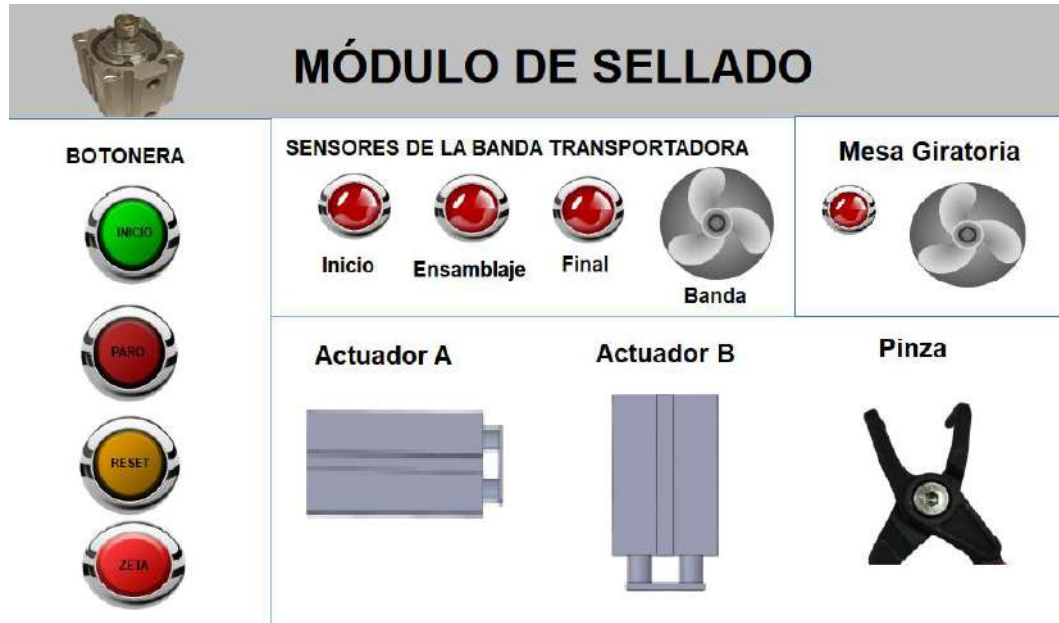 MÓDULO DE SELLADO
BOTONERA
INICIO
PARO
RESET
ZETA
SENSORES DE LA BANDA TRANSPORTADORA
Inicio
Ensamblaje
Final
Banda
Mesa Giratoria
Actuador A
Actuador B
Pinza